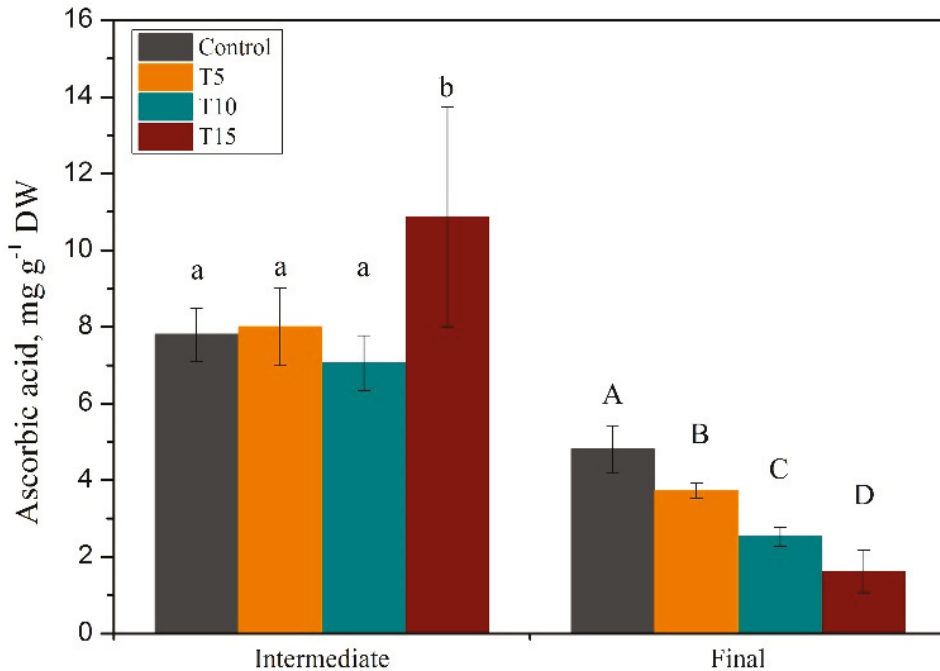 16
14
12
10
8
6
4
2
0
Ascorbic acid, mg g⁻¹ DW
Control
T5
T10
T15
a
a
a
b
A
B
C
D
Intermediate
Final